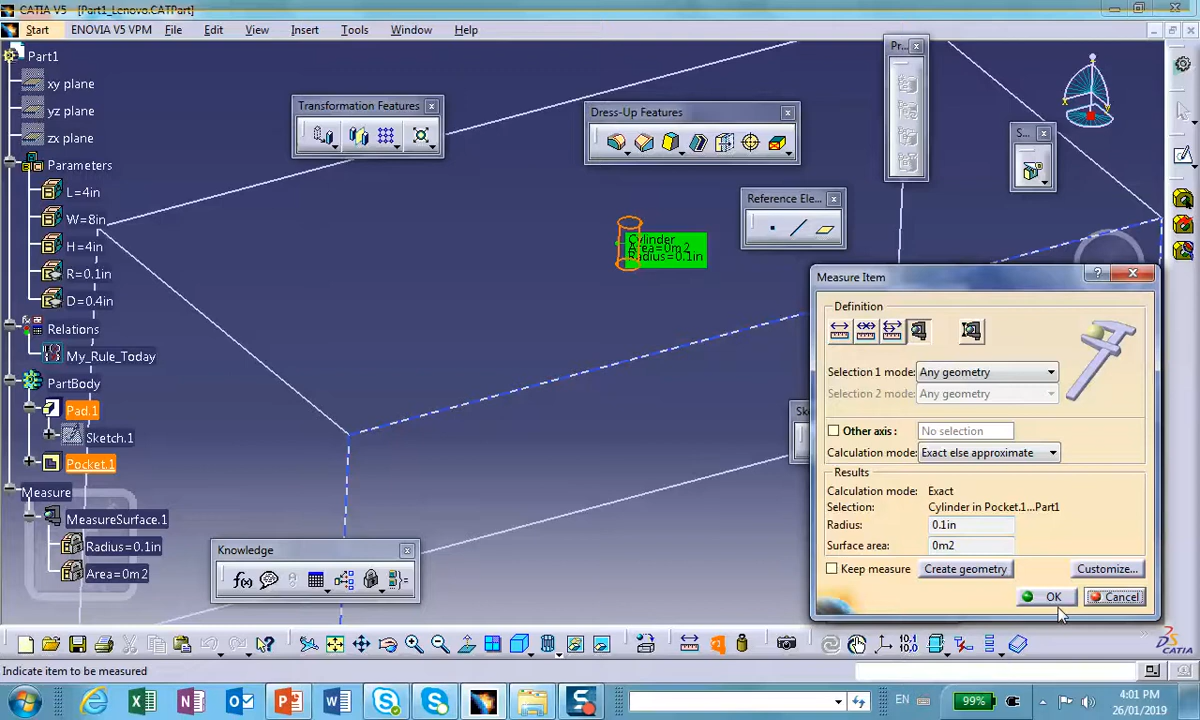 CATIA V5 - [Part1_Lenovo.CATPart]
Start ENOVIA V5 VPM File Edit View Insert Tools Window Help
Part1
xy plane
yz plane
zx plane
Parameters
L=4in
W=8in
H=4in
R=0.1in
D=0.4in
Relations
My_Rule_Today
PartBody
Pad.1
Sketch.1
Pocket.1
Measure
MeasureSurface.1
Radius=0.1in
Area=0m2
Transformation Features
Dress-Up Features
Pr...
S...
Reference Ele...
Cylinder
Area=0m2
Radius=0.1in
Sk
Knowledge
f(x)
Measure Item
Definition
Selection 1 mode: Any geometry
Selection 2 mode: Any geometry
Other axis : No selection
Calculation mode: Exact else approximate
Results
Calculation mode: Exact
Selection: Cylinder in Pocket.1...Part1
Radius: 0.1in
Surface area: 0m2
Keep measure Create geometry Customize...
OK Cancel
10.1
CATIA
Indicate item to be measured
EN 99% 4:01 PM
26/01/2019